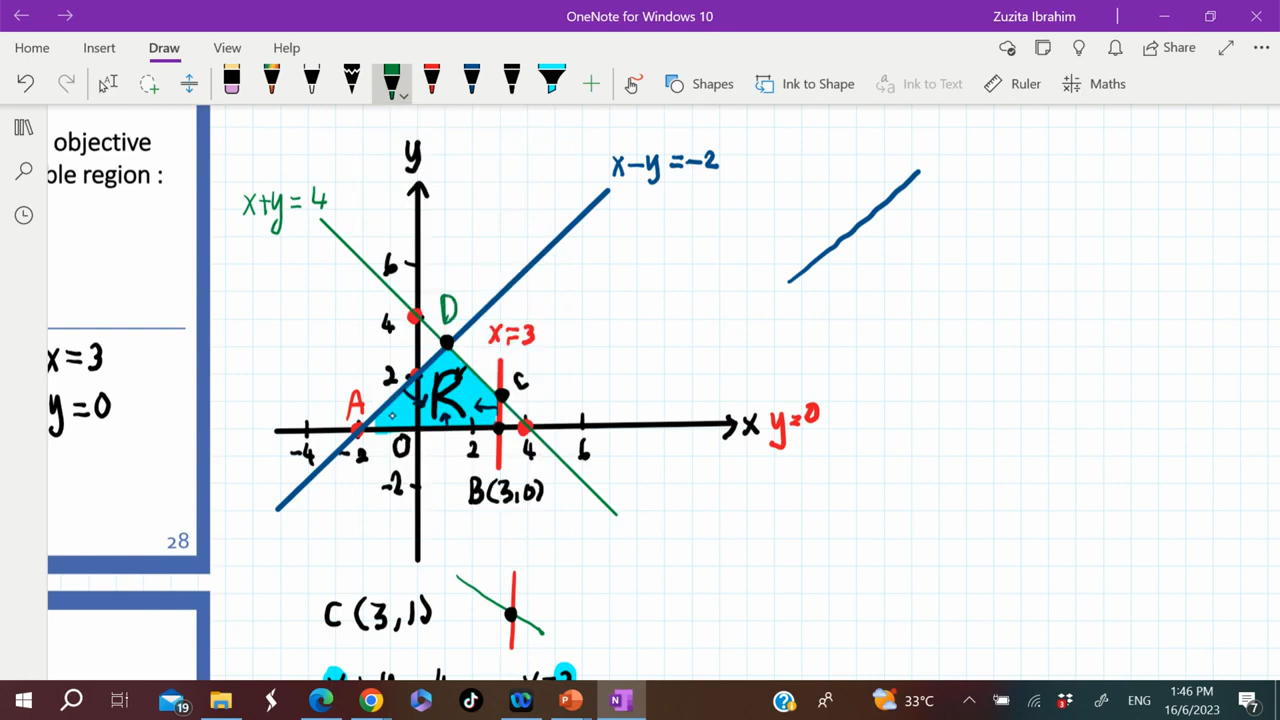 OneNote for Windows 10
Zuzita Ibrahim
Home Insert Draw View Help
Share
Shapes Ink to Shape Ink to Text Ruler Maths
objective
ble region :
x=3
y=0
28
y
x+y=4
x-y=-2
6
4
2
D
x=3
C
A
R
x y=0
-4 -2 0 2 4 6
-2
B(3,0)
C(3,1)
19
33°C
ENG
1:46 PM
16/6/2023
7